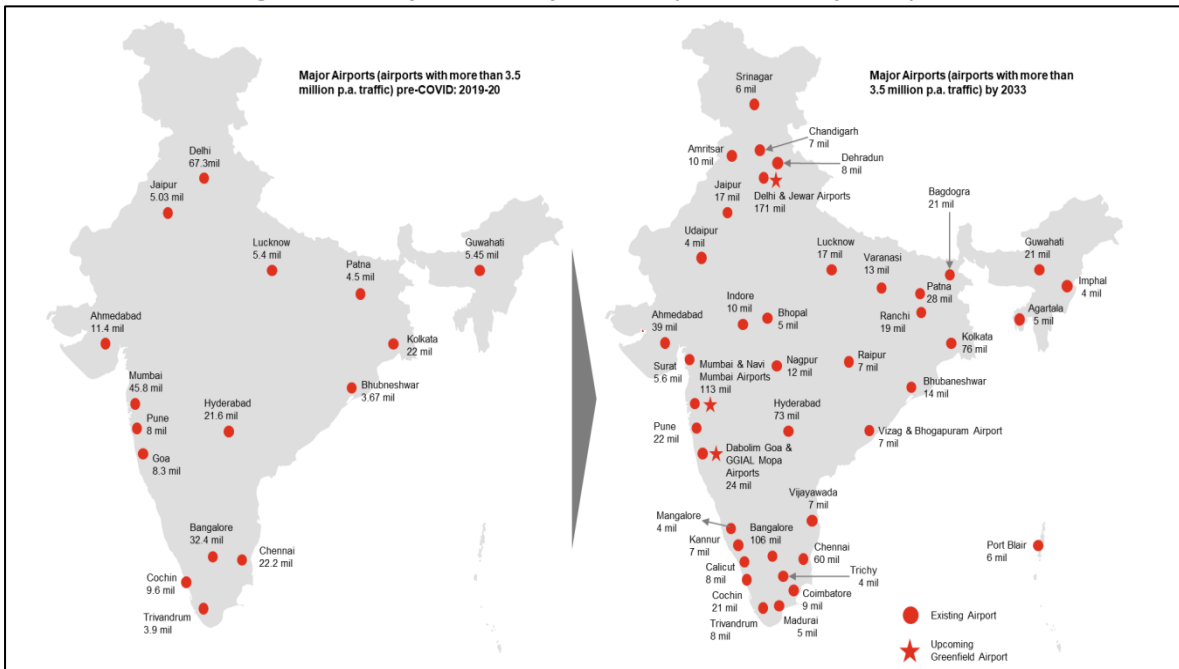 Major Airports (airports with more than 3.5
million p.a. traffic) pre-COVID: 2019-20
Delhi
67.3mil
Jaipur
5.03 mil
Lucknow
5.4 mil
Guwahati
5.45 mil
Patna
4.5 mil
Ahmedabad
11.4 mil
Kolkata
22 mil
Mumbai
45.8 mil
Bhubneshwar
3.67 mil
Hyderabad
21.6 mil
Pune
8 mil
Goa
8.3 mil
Bangalore
32.4 mil
Chennai
22.2 mil
Cochin
9.6 mil
Trivandrum
3.9 mil
Major Airports (airports with more than
3.5 million p.a. traffic) by 2033
Srinagar
6 mil
Chandigarh
7 mil
Amritsar
10 mil
Dehradun
8 mil
Delhi & Jewar Airports
171 mil
Jaipur
17 mil
Bagdogra
21 mil
Udaipur
4 mil
Lucknow
17 mil
Varanasi
13 mil
Guwahati
21 mil
Imphal
4 mil
Patna
28 mil
Indore
10 mil
Bhopal
5 mil
Ranchi
19 mil
Agartala
5 mil
Ahmedabad
39 mil
Kolkata
76 mil
Surat
5.6 mil
Mumbai & Navi
Mumbai Airports
113 mil
Nagpur
12 mil
Raipur
7 mil
Bhubaneshwar
14 mil
Hyderabad
73 mil
Pune
22 mil
Vizag & Bhogapuram Airport
7 mil
Dabolim Goa &
GGIAL Mopa
Airports
24 mil
Vijayawada
7 mil
Mangalore
4 mil
Bangalore
106 mil
Kannur
7 mil
Chennai
60 mil
Port Blair
6 mil
Calicut
8 mil
Trichy
4 mil
Cochin
21 mil
Coimbatore
9 mil
Trivandrum
8 mil
Madurai
5 mil
Existing Airport
Upcoming
Greenfield Airport